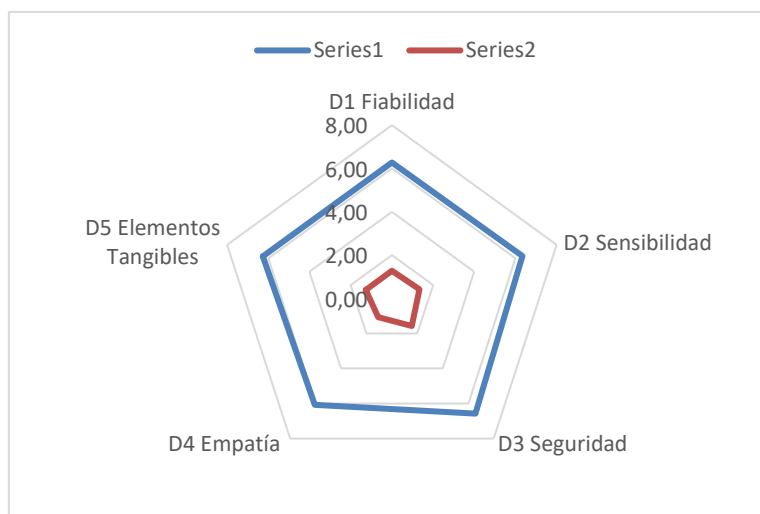 Series1
Series2
D1 Fiabilidad
8,00
6,00
4,00
2,00
0,00
D2 Sensibilidad
D3 Seguridad
D4 Empatía
D5 Elementos
Tangibles